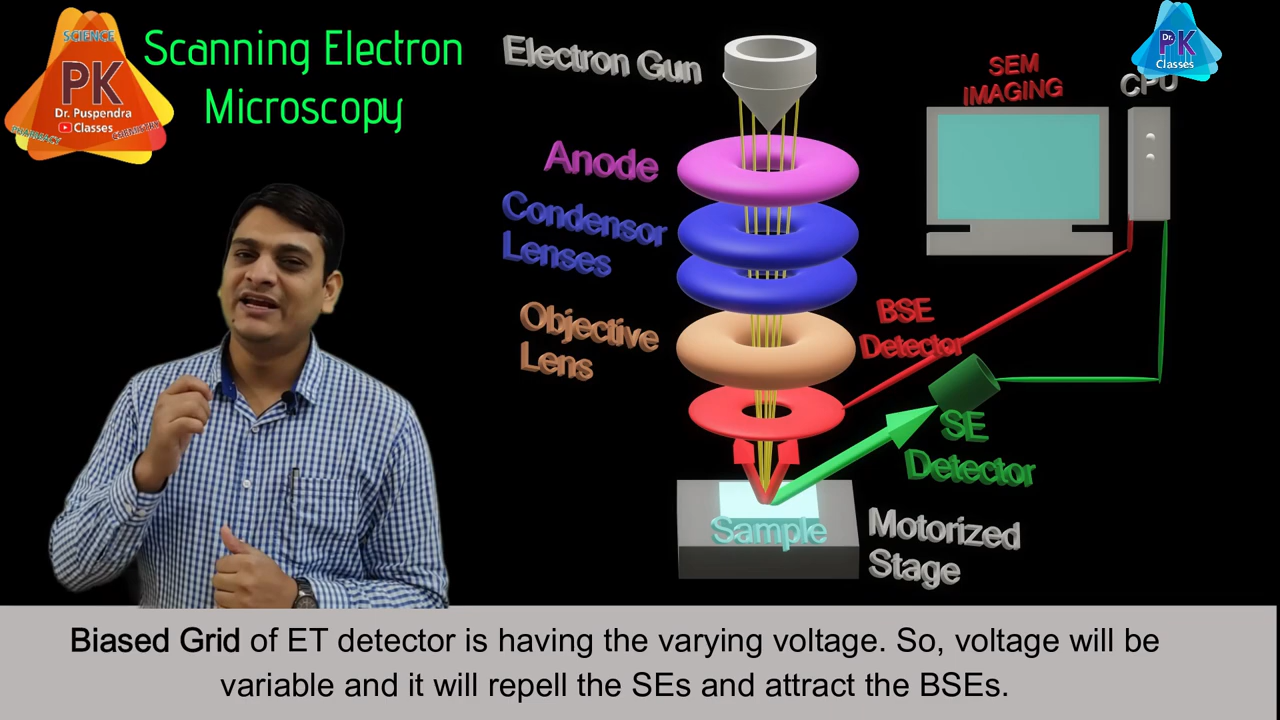 SCIENCE
PK
Dr. Puspendra
Classes
PHARMACY
CHEMISTRY
Scanning Electron
Microscopy
Electron Gun
Anode
Condensor
Lenses
Objective
Lens
BSE
Detector
SE
Detector
Sample
Motorized
Stage
SEM
IMAGING
CPU
Dr.
PK
Classes
Biased Grid of ET detector is having the varying voltage. So, voltage will be
variable and it will repell the SEs and attract the BSEs.